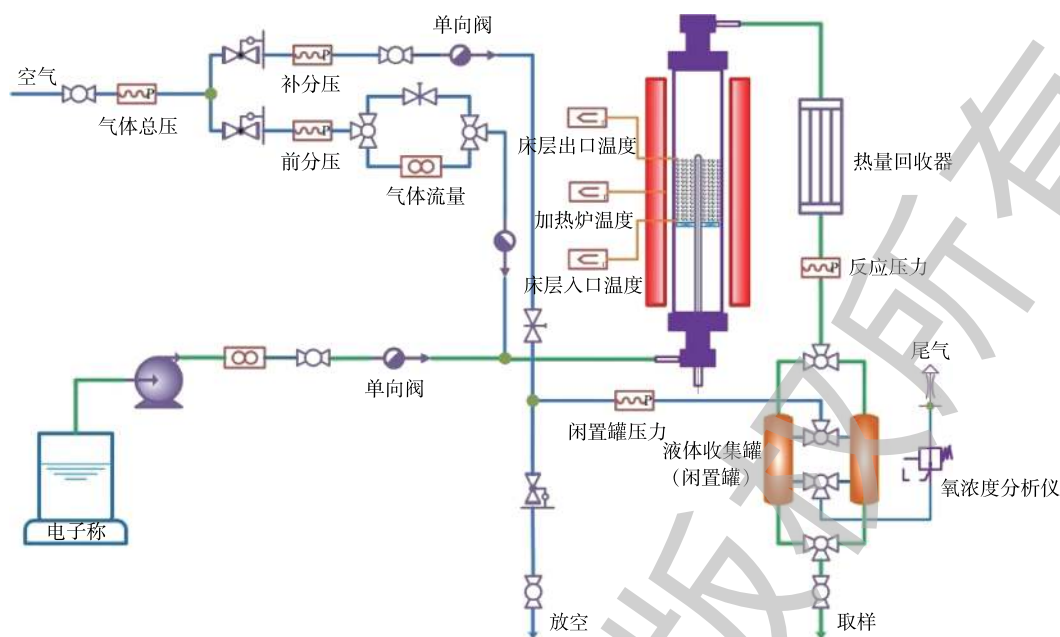 单向阀
空气
补分压
气体总压
前分压
气体流量
床层出口温度
加热炉温度
床层入口温度
热量回收器
反应压力
尾气
单向阀
闲置罐压力
液体收集罐
(闲置罐)
氧浓度分析仪
电子称
放空
取样
P
P
P
P
P
L
版权所有